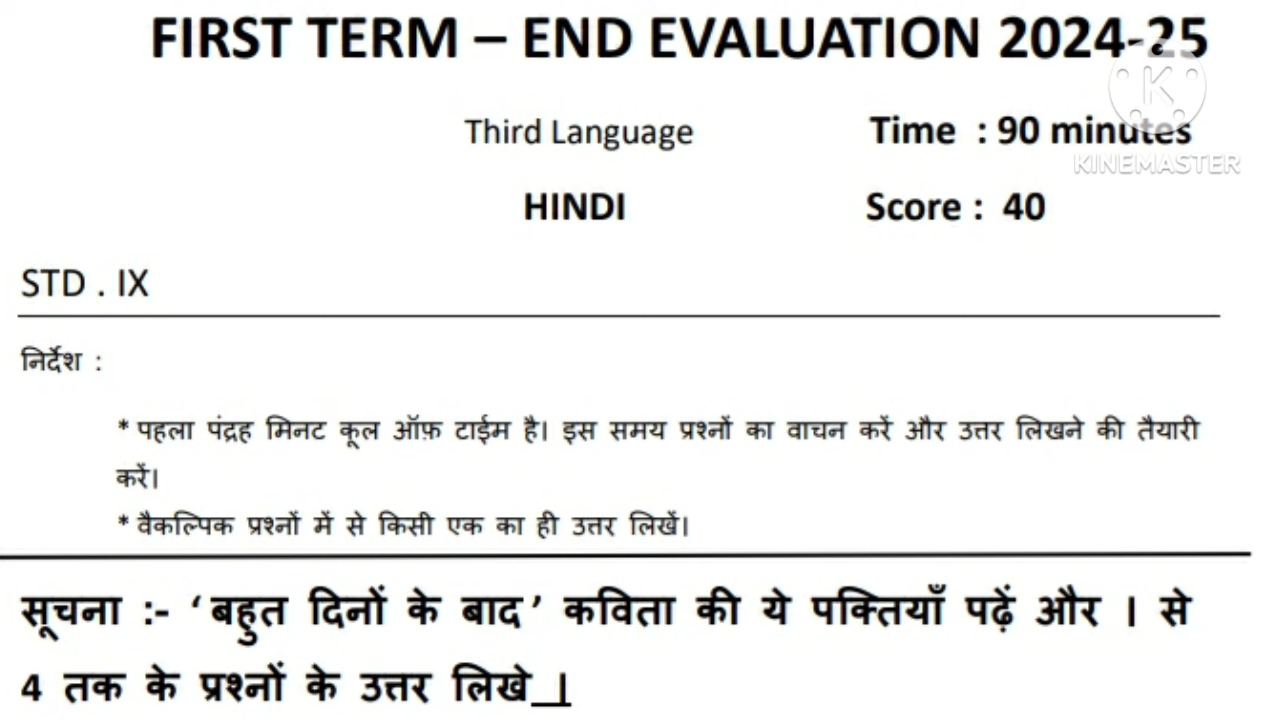 FIRST TERM – END EVALUATION 2024-25
Third Language
Time : 90 minutes
KINEMASTER
HINDI
Score : 40
STD . IX
निर्देश :
* पहला पंद्रह मिनट कूल ऑफ़ टाईम है। इस समय प्रश्नों का वाचन करें और उत्तर लिखने की तैयारी
करें।
* वैकल्पिक प्रश्नों में से किसी एक का ही उत्तर लिखें।
सूचना :- ‘बहुत दिनों के बाद’ कविता की ये पक्तियाँ पढ़ें और । से
4 तक के प्रश्नों के उत्तर लिखे_|